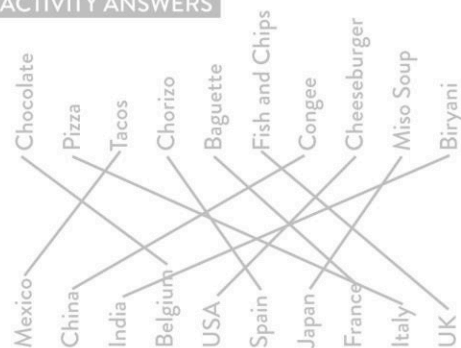 ACTIVITY ANSWERS
Chocolate
Pizza
Tacos
Chorizo
Baguette
Fish and Chips
Congee
Cheeseburger
Miso Soup
Biryani
Mexico
China
India
Belgium
USA
Spain
Japan
France
Italy
UK